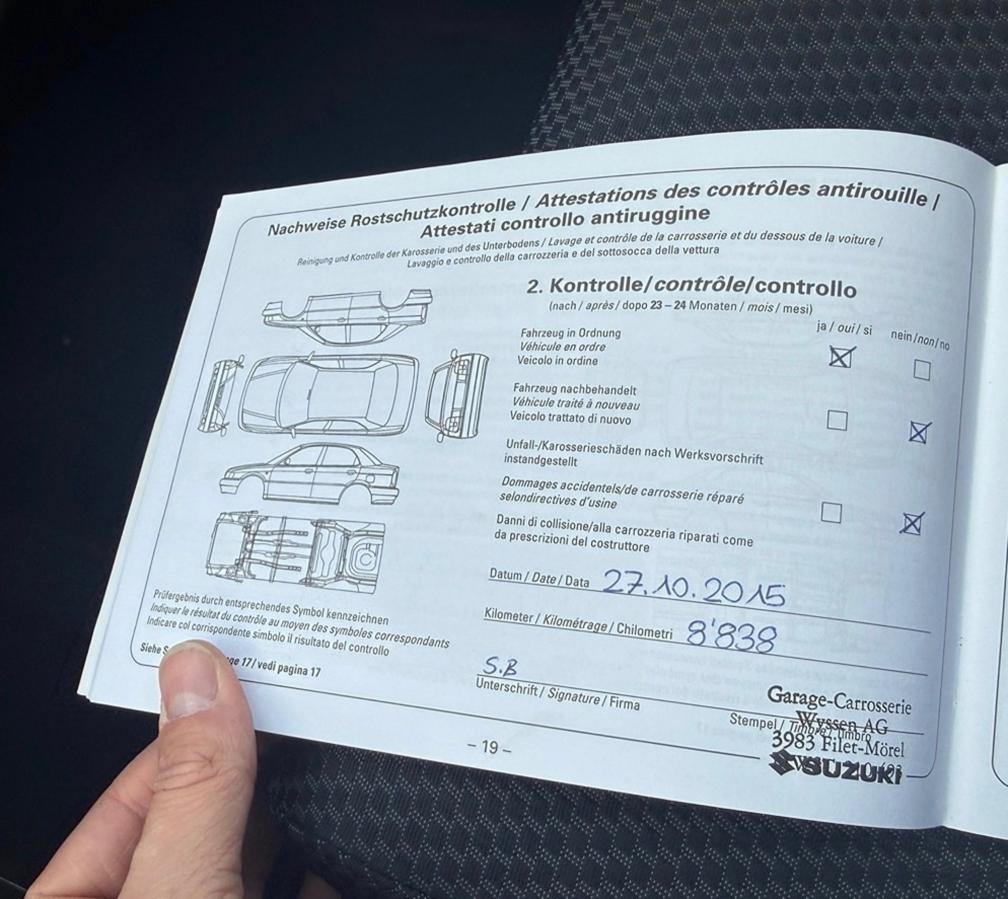 Nachweise Rostschutzkontrolle / Attestations des contrôles antirouille /
Attestati controllo antiruggine
Reinigung und Kontrolle der Karosserie und des Unterbodens / Lavage et contrôle de la carrosserie et du dessous de la voiture /
Lavaggio e controllo della carrozzeria e del sottosocca della vettura
2. Kontrolle/contrôle/controllo
(nach / après / dopo 23 – 24 Monaten / mois / mesi)
ja / oui / si nein/non/no
Fahrzeug in Ordnung
Véhicule en ordre
Veicolo in ordine
Fahrzeug nachbehandelt
Véhicule traité à nouveau
Veicolo trattato di nuovo
Unfall-/Karosserieschäden nach Werksvorschrift
instandgestellt
Dommages accidentels/de carrosserie réparé
selondirectives d'usine
Danni di collisione/alla carrozzeria riparati come
da prescrizioni del costruttore
Datum / Date / Data 27.10.2015
Kilometer / Kilométrage / Chilometri 8'838
S.B
Unterschrift / Signature / Firma
Stempel / Timbre / Timbro
Garage-Carrosserie
Wyssen AG
3983 Filet-Mörel
SUZUKI
Prüfergebnis durch entsprechendes Symbol kennzeichnen
Indiquer le résultat du contrôle au moyen des symboles correspondants
Indicare col corrispondente simbolo il risultato del controllo
Siehe 17 / vedi pagina 17
– 19 –